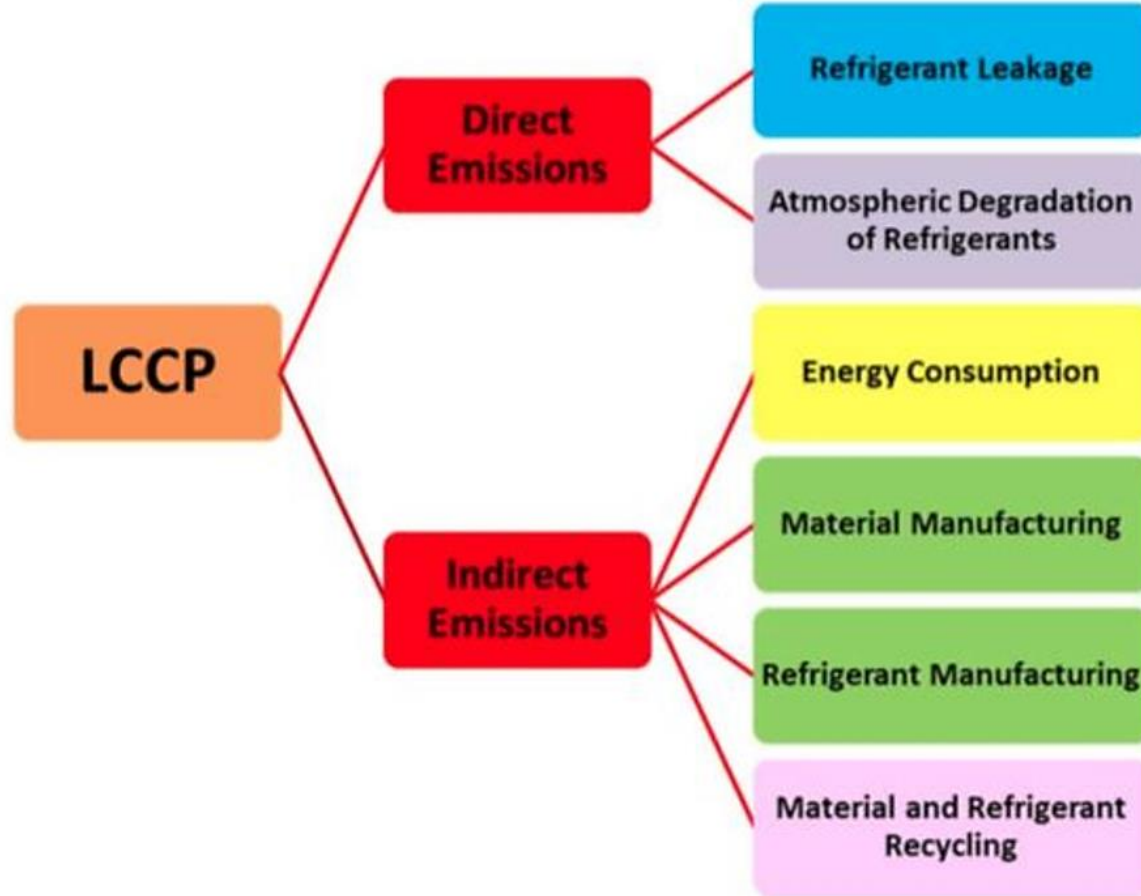 LCCP
Direct
Emissions
Refrigerant Leakage
Atmospheric Degradation
of Refrigerants
Indirect
Emissions
Energy Consumption
Material Manufacturing
Refrigerant Manufacturing
Material and Refrigerant
Recycling